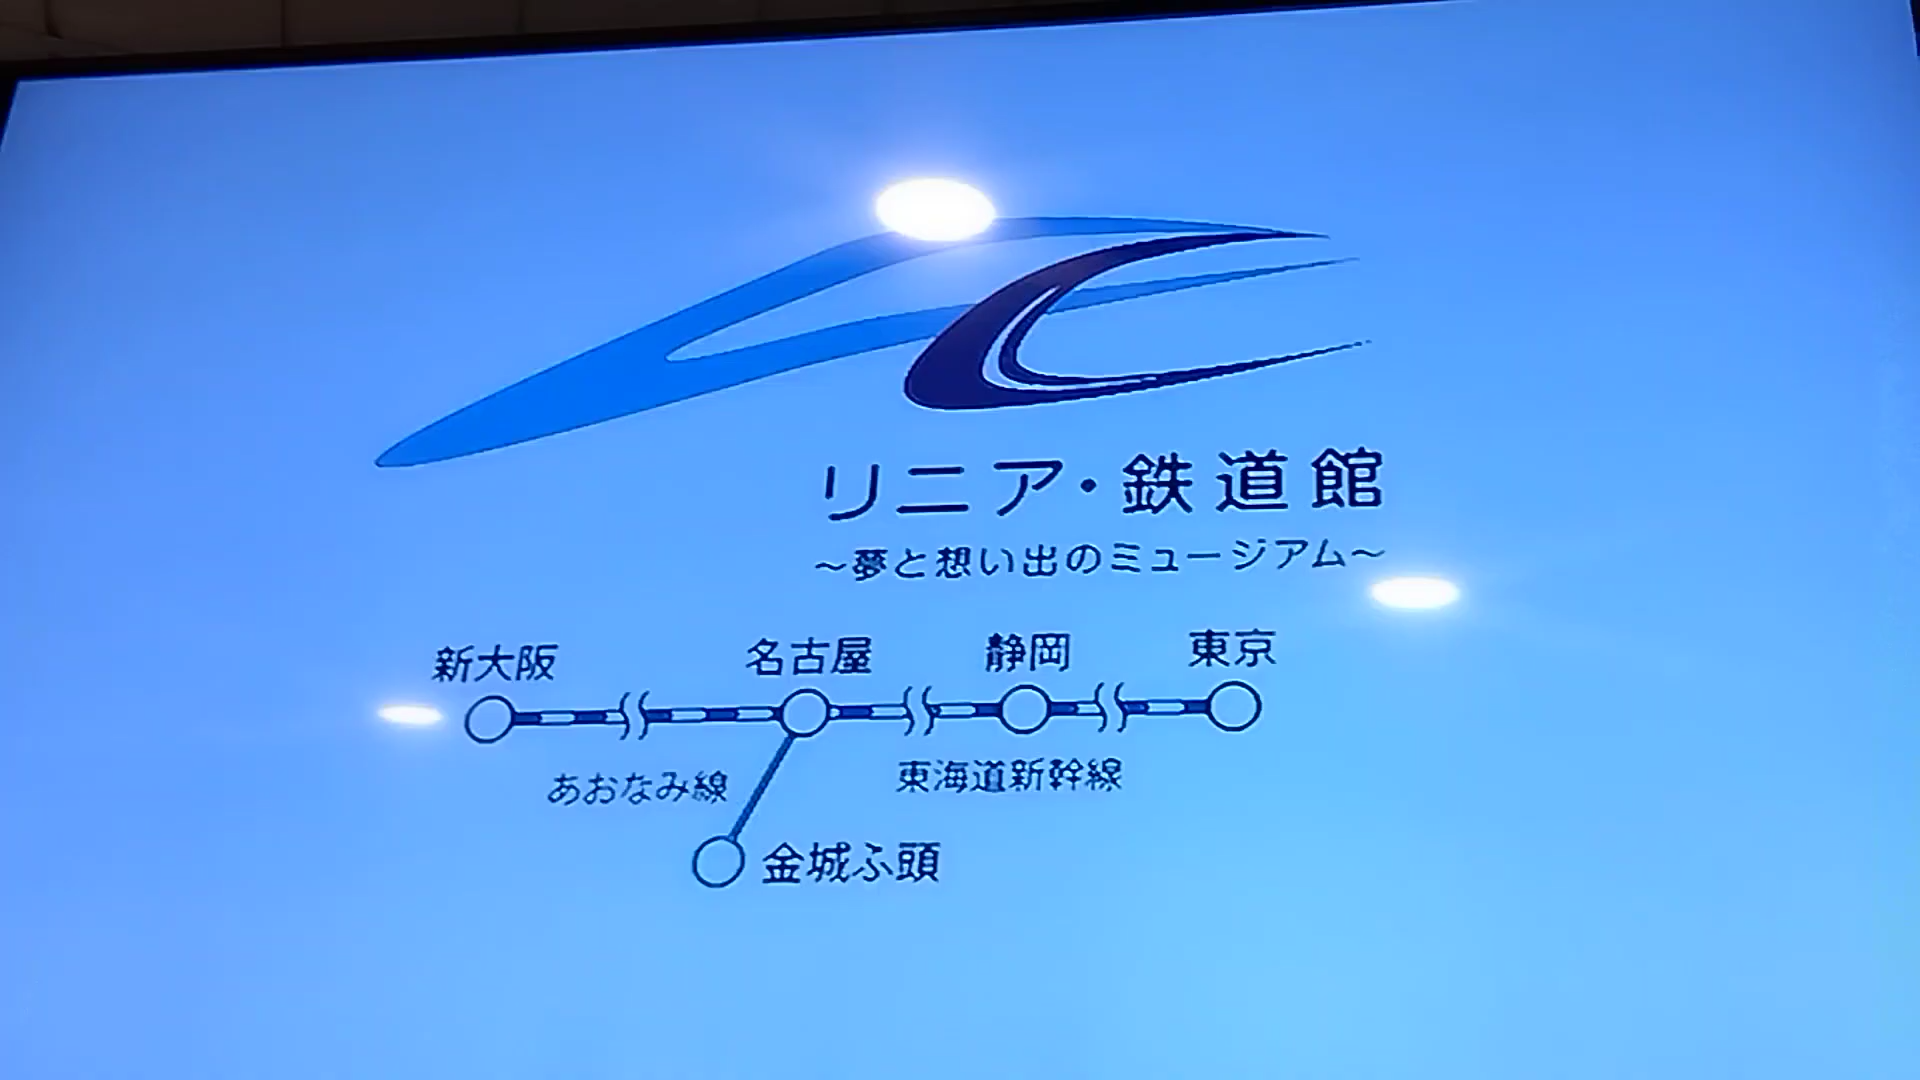 リニア・鉄道館
～夢と想い出のミュージアム～
新大阪 名古屋 静岡 東京
あおなみ線 東海道新幹線
金城ふ頭